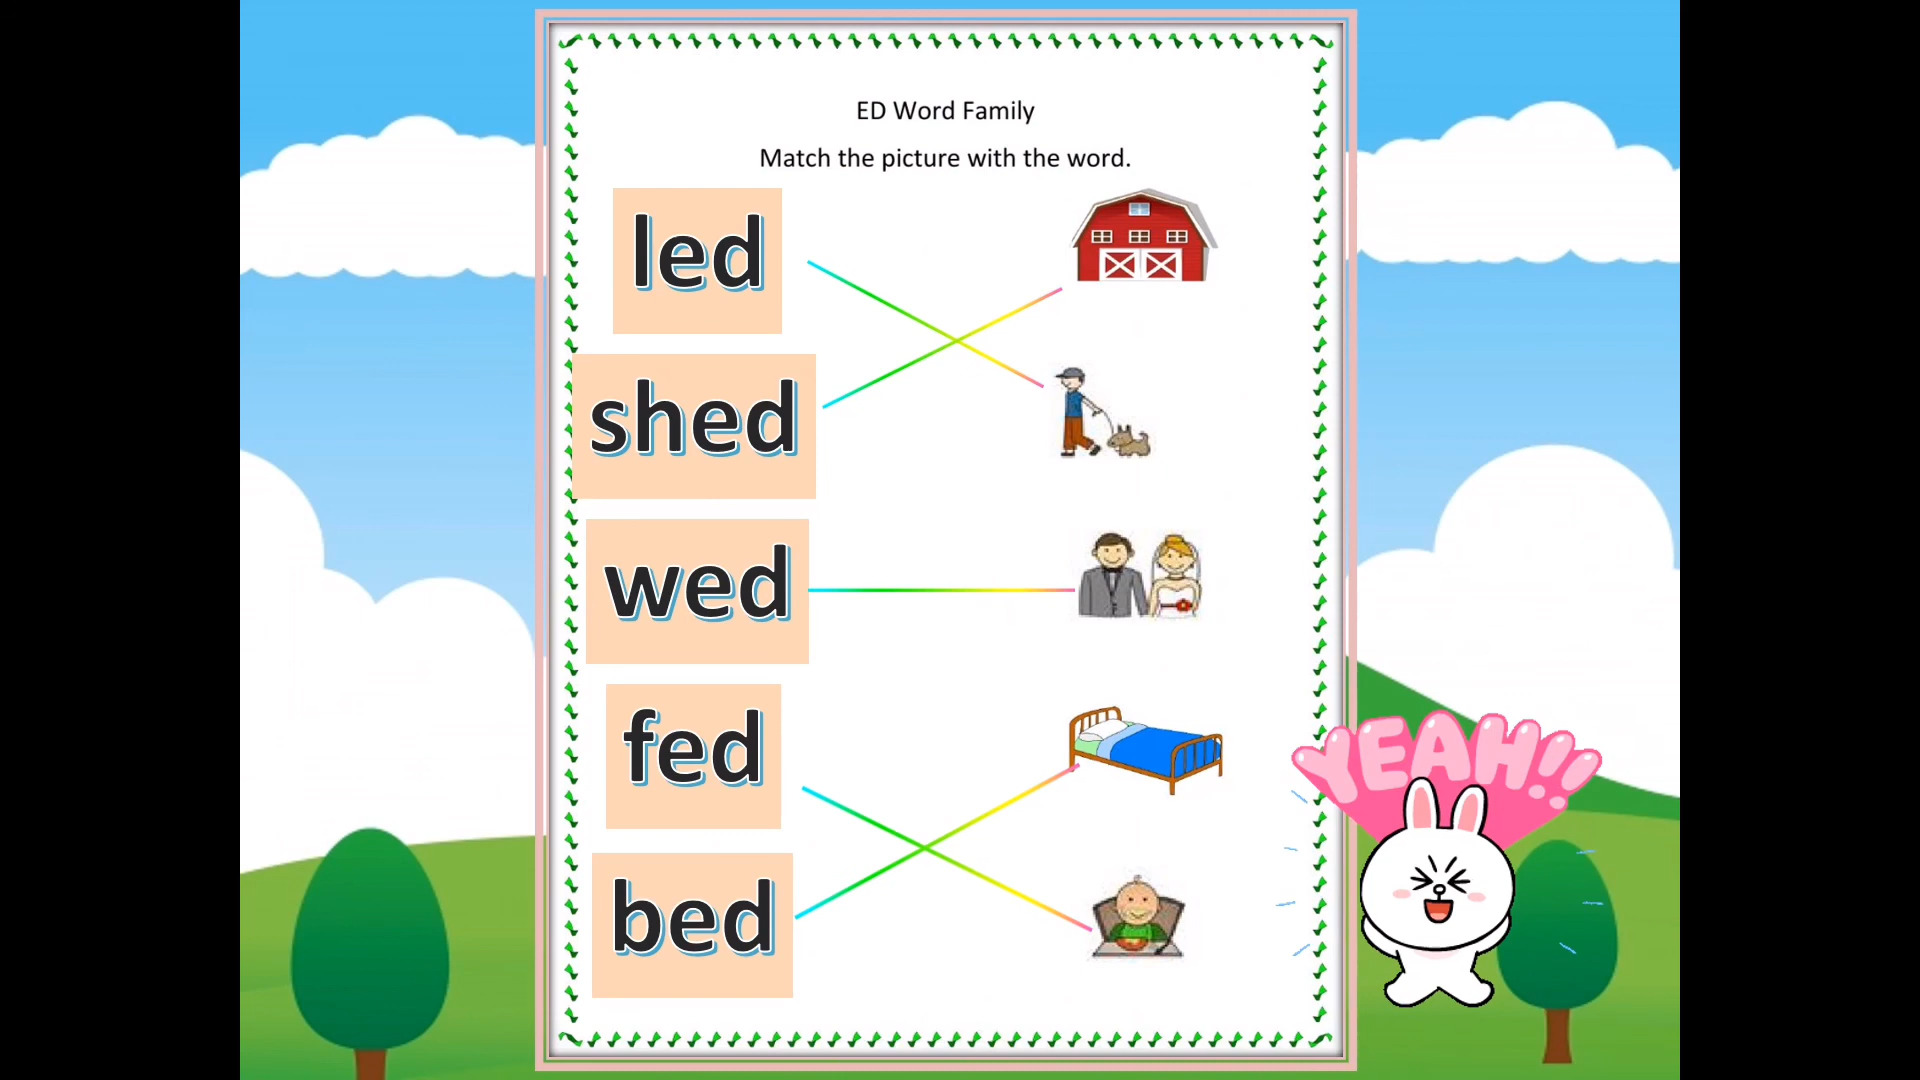 ED Word Family
Match the picture with the word.
led
shed
wed
fed
bed
YEAH!!